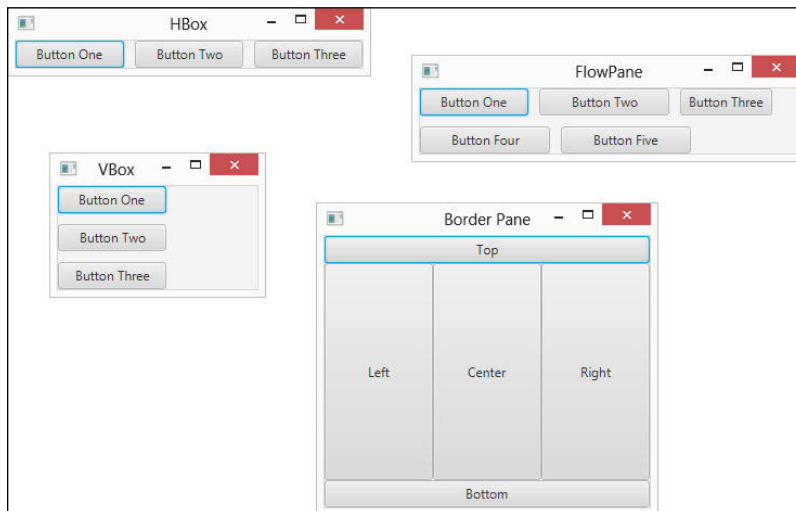 HBox
Button One Button Two Button Three
FlowPane
Button One Button Two Button Three
Button Four Button Five
VBox
Button One
Button Two
Button Three
Border Pane
Top
Left Center Right
Bottom